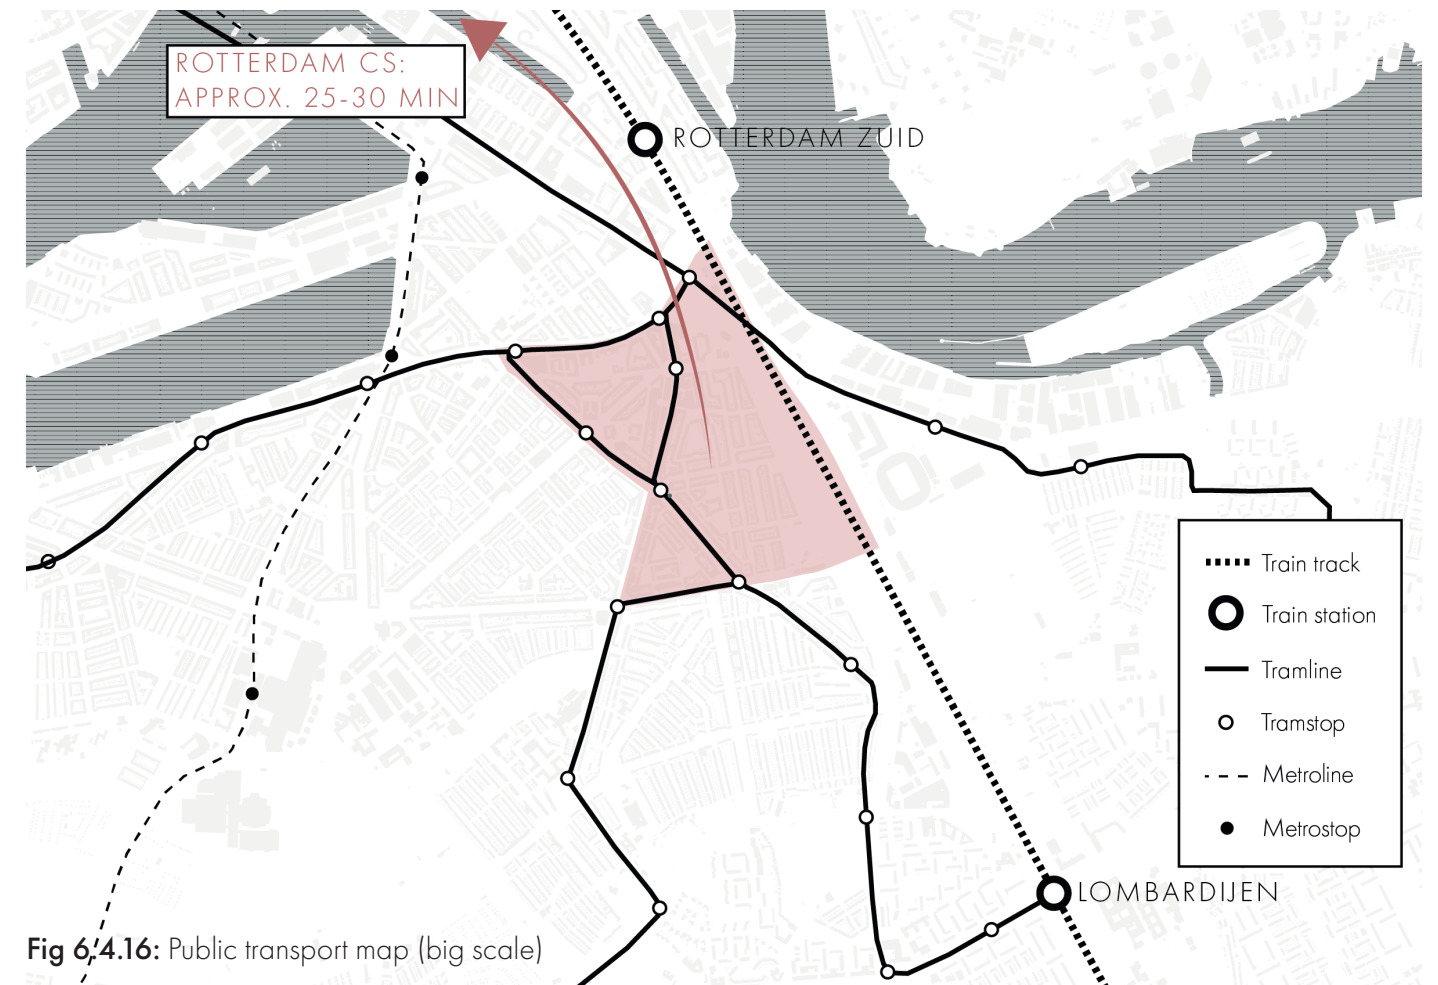 ROTTERDAM CS:
APPROX. 25-30 MIN
ROTTERDAM ZUID
Train track
Train station
Tramline
Tramstop
Metroline
Metrostop
LOMBARDIJEN
Fig 6.4.16: Public transport map (big scale)